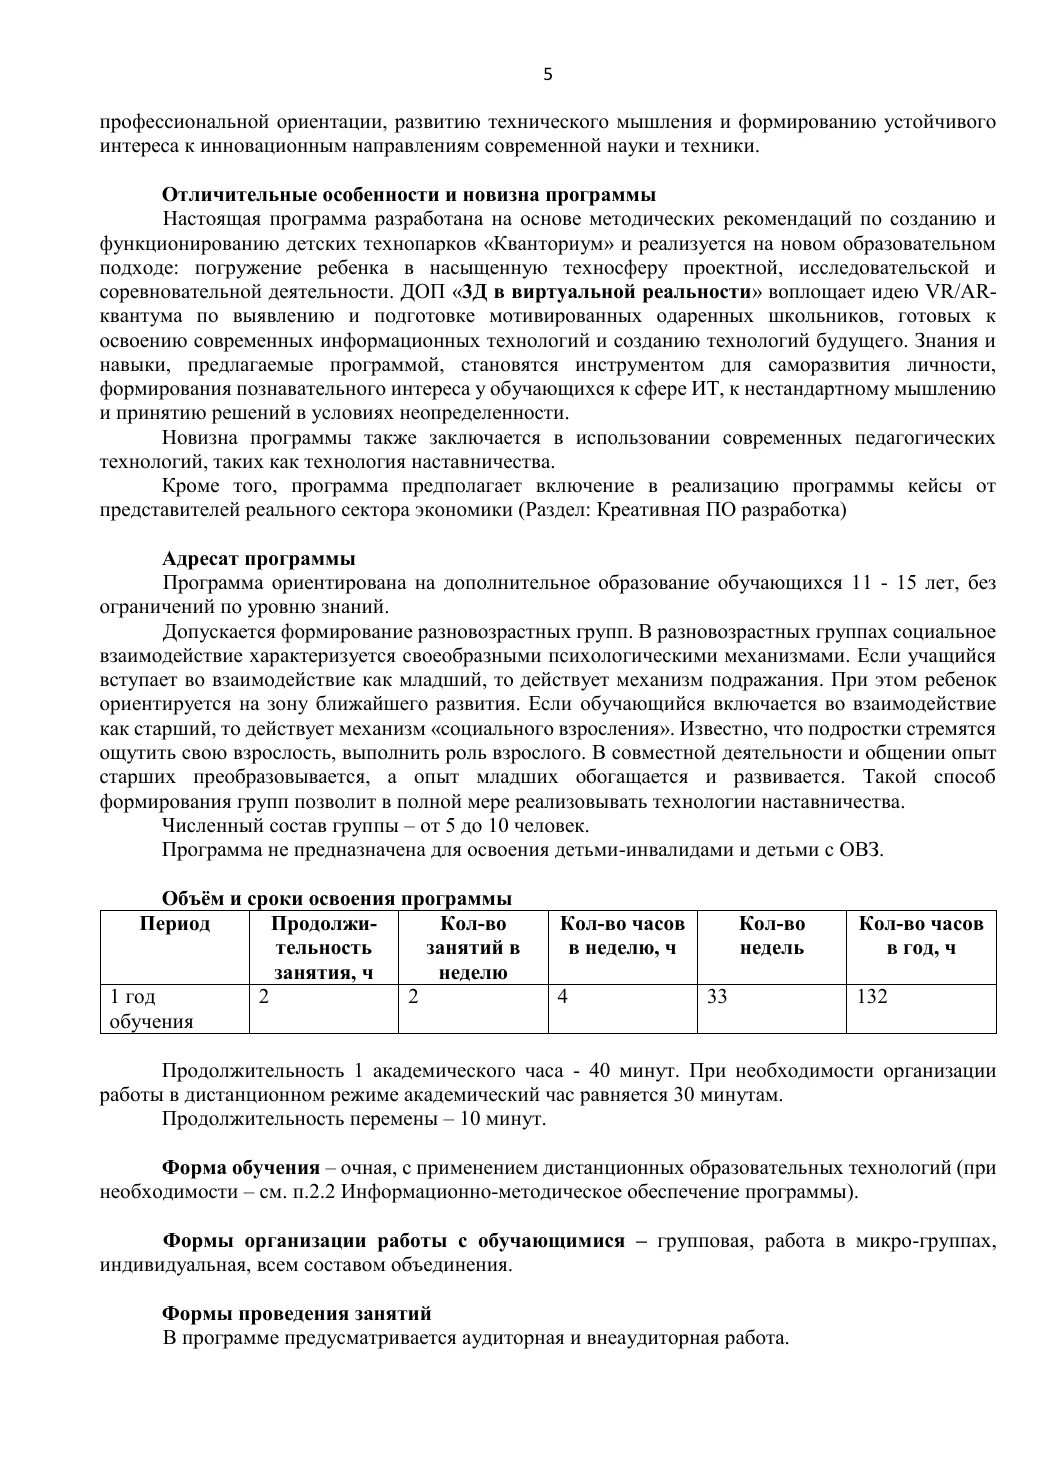 5
профессиональной ориентации, развитию технического мышления и формированию устойчивого
интереса к инновационным направлениям современной науки и техники.
Отличительные особенности и новизна программы
Настоящая программа разработана на основе методических рекомендаций по созданию и
функционированию детских технопарков «Кванториум» и реализуется на новом образовательном
подходе: погружение ребенка в насыщенную техносферу проектной, исследовательской и
соревновательной деятельности. ДОП «3Д в виртуальной реальности» воплощает идею VR/AR-
квантума по выявлению и подготовке мотивированных одаренных школьников, готовых к
освоению современных информационных технологий и созданию технологий будущего. Знания и
навыки, предлагаемые программой, становятся инструментом для саморазвития личности,
формирования познавательного интереса у обучающихся к сфере ИТ, к нестандартному мышлению
и принятию решений в условиях неопределенности.
Новизна программы также заключается в использовании современных педагогических
технологий, таких как технология наставничества.
Кроме того, программа предполагает включение в реализацию программы кейсы от
представителей реального сектора экономики (Раздел: Креативная ПО разработка)
Адресат программы
Программа ориентирована на дополнительное образование обучающихся 11 - 15 лет, без
ограничений по уровню знаний.
Допускается формирование разновозрастных групп. В разновозрастных группах социальное
взаимодействие характеризуется своеобразными психологическими механизмами. Если учащийся
вступает во взаимодействие как младший, то действует механизм подражания. При этом ребенок
ориентируется на зону ближайшего развития. Если обучающийся включается во взаимодействие
как старший, то действует механизм «социального взросления». Известно, что подростки стремятся
ощутить свою взрослость, выполнить роль взрослого. В совместной деятельности и общении опыт
старших преобразовывается, а опыт младших обогащается и развивается. Такой способ
формирования групп позволит в полной мере реализовывать технологии наставничества.
Численный состав группы – от 5 до 10 человек.
Программа не предназначена для освоения детьми-инвалидами и детьми с ОВЗ.
Объём и сроки освоения программы
Период Продолжи- Кол-во Кол-во часов Кол-во Кол-во часов
тельность занятий в в неделю, ч недель в год, ч
занятия, ч неделю
1 год 2 2 4 33 132
обучения
Продолжительность 1 академического часа - 40 минут. При необходимости организации
работы в дистанционном режиме академический час равняется 30 минутам.
Продолжительность перемены – 10 минут.
Форма обучения – очная, с применением дистанционных образовательных технологий (при
необходимости – см. п.2.2 Информационно-методическое обеспечение программы).
Формы организации работы с обучающимися – групповая, работа в микро-группах,
индивидуальная, всем составом объединения.
Формы проведения занятий
В программе предусматривается аудиторная и внеаудиторная работа.